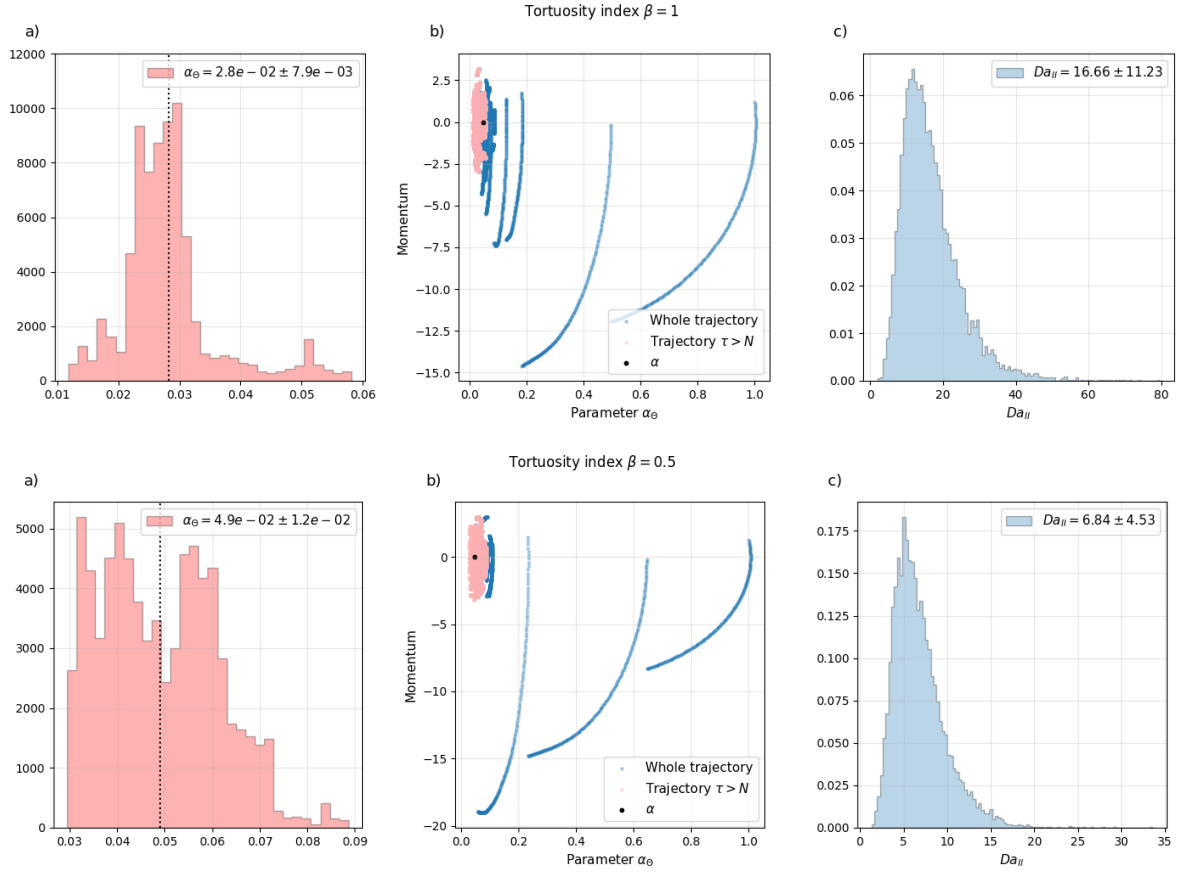 Tortuosity index β = 1
a)
12000
10000
8000
6000
4000
2000
0
0.01 0.02 0.03 0.04 0.05 0.06
α_Θ = 2.8e − 02 ± 7.9e − 03
b)
Momentum
2.5
0.0
−2.5
−5.0
−7.5
−10.0
−12.5
−15.0
0.0 0.2 0.4 0.6 0.8 1.0
Parameter α_Θ
Whole trajectory
Trajectory τ > N
α
c)
0.06
0.05
0.04
0.03
0.02
0.01
0.00
0 20 40 60 80
Da_II
Da_II = 16.66 ± 11.23
Tortuosity index β = 0.5
a)
5000
4000
3000
2000
1000
0
0.03 0.04 0.05 0.06 0.07 0.08 0.09
α_Θ = 4.9e − 02 ± 1.2e − 02
b)
Momentum
0
−5
−10
−15
−20
0.0 0.2 0.4 0.6 0.8 1.0
Parameter α_Θ
Whole trajectory
Trajectory τ > N
α
c)
0.175
0.150
0.125
0.100
0.075
0.050
0.025
0.000
0 5 10 15 20 25 30 35
Da_II
Da_II = 6.84 ± 4.53